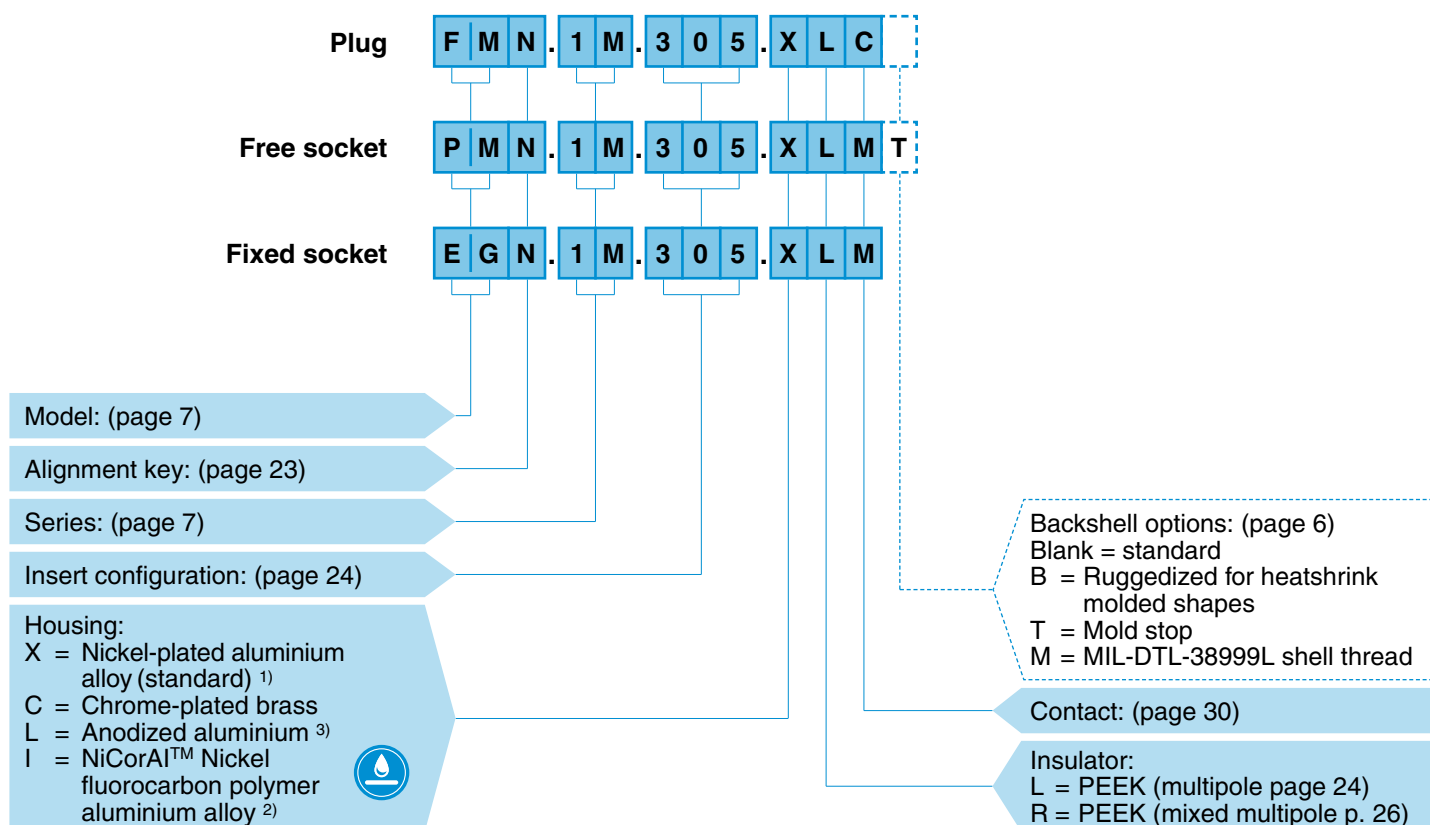 Plug F M N . 1 M . 3 0 5 . X L C
Free socket P M N . 1 M . 3 0 5 . X L M T
Fixed socket E G N . 1 M . 3 0 5 . X L M
Model: (page 7)
Alignment key: (page 23)
Series: (page 7)
Insert configuration: (page 24)
Housing:
X = Nickel-plated aluminium
alloy (standard) 1)
C = Chrome-plated brass
L = Anodized aluminium 3)
I = NiCorAl™ Nickel
fluorocarbon polymer
aluminium alloy 2)
Backshell options: (page 6)
Blank = standard
B = Ruggedized for heatshrink
molded shapes
T = Mold stop
M = MIL-DTL-38999L shell thread
Contact: (page 30)
Insulator:
L = PEEK (multipole page 24)
R = PEEK (mixed multipole p. 26)